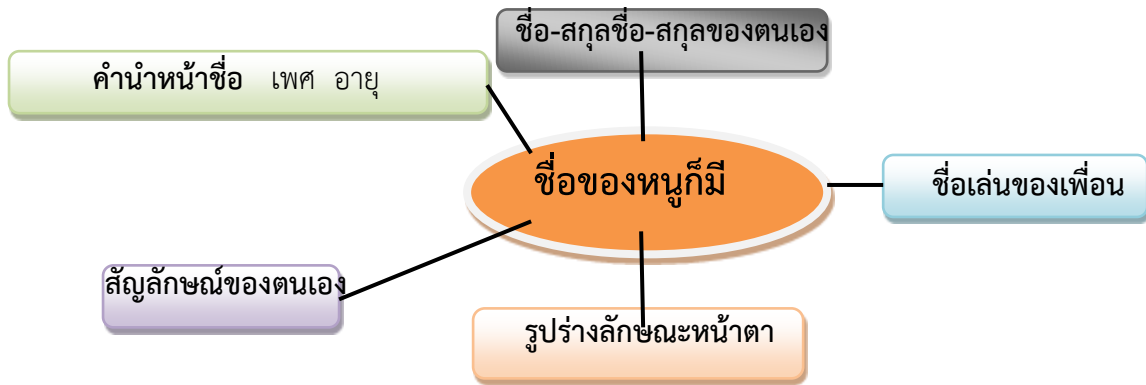 ชื่อ-สกุลชื่อ-สกุลของตนเอง
คำนำหน้าชื่อ เพศ อายุ
ชื่อของหนูก็มี
ชื่อเล่นของเพื่อน
สัญลักษณ์ของตนเอง
รูปร่างลักษณะหน้าตา